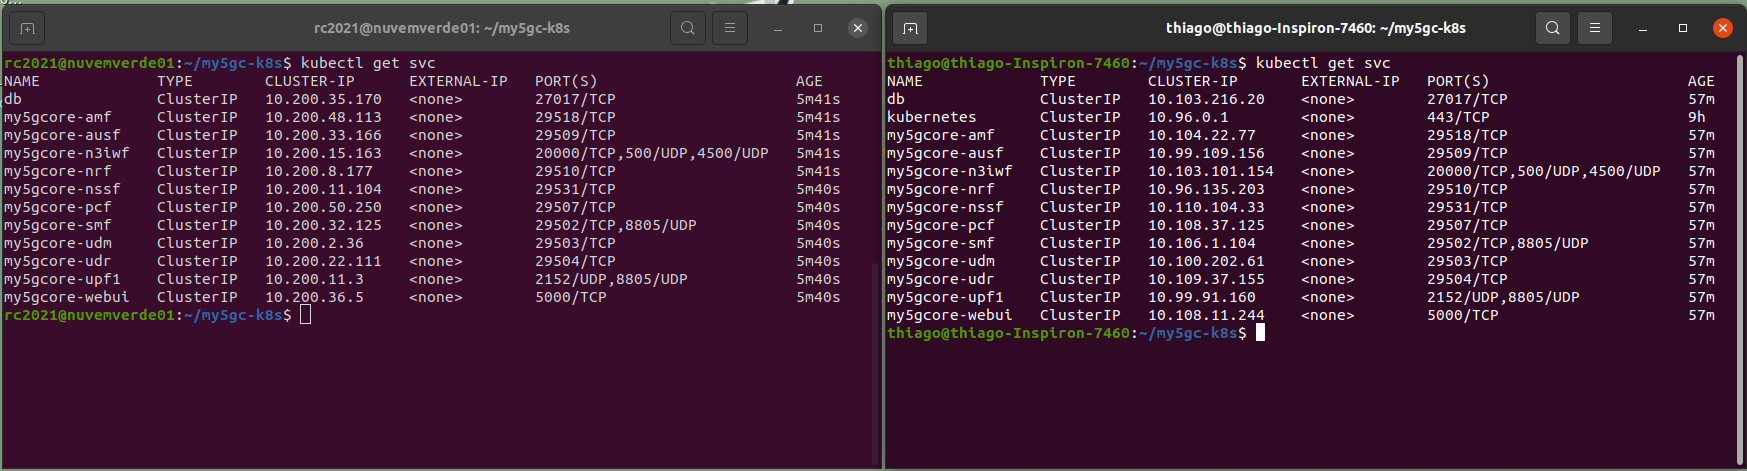 rc2021@nuvemverde01: ~/my5gc-k8s
rc2021@nuvemverde01:~/my5gc-k8s$ kubectl get svc
NAME TYPE CLUSTER-IP EXTERNAL-IP PORT(S) AGE
db ClusterIP 10.200.35.170 <none> 27017/TCP 5m41s
my5gcore-amf ClusterIP 10.200.48.113 <none> 29518/TCP 5m41s
my5gcore-ausf ClusterIP 10.200.33.166 <none> 29509/TCP 5m41s
my5gcore-n3iwf ClusterIP 10.200.15.163 <none> 20000/TCP,500/UDP,4500/UDP 5m41s
my5gcore-nrf ClusterIP 10.200.8.177 <none> 29510/TCP 5m41s
my5gcore-nssf ClusterIP 10.200.11.104 <none> 29531/TCP 5m40s
my5gcore-pcf ClusterIP 10.200.50.250 <none> 29507/TCP 5m40s
my5gcore-smf ClusterIP 10.200.32.125 <none> 29502/TCP,8805/UDP 5m40s
my5gcore-udm ClusterIP 10.200.2.36 <none> 29503/TCP 5m40s
my5gcore-udr ClusterIP 10.200.22.111 <none> 29504/TCP 5m40s
my5gcore-upf1 ClusterIP 10.200.11.3 <none> 2152/UDP,8805/UDP 5m40s
my5gcore-webui ClusterIP 10.200.36.5 <none> 5000/TCP 5m40s
rc2021@nuvemverde01:~/my5gc-k8s$
thiago@thiago-Inspiron-7460: ~/my5gc-k8s
thiago@thiago-Inspiron-7460:~/my5gc-k8s$ kubectl get svc
NAME TYPE CLUSTER-IP EXTERNAL-IP PORT(S) AGE
db ClusterIP 10.103.216.20 <none> 27017/TCP 57m
kubernetes ClusterIP 10.96.0.1 <none> 443/TCP 9h
my5gcore-amf ClusterIP 10.104.22.77 <none> 29518/TCP 57m
my5gcore-ausf ClusterIP 10.99.109.156 <none> 29509/TCP 57m
my5gcore-n3iwf ClusterIP 10.103.101.154 <none> 20000/TCP,500/UDP,4500/UDP 57m
my5gcore-nrf ClusterIP 10.96.135.203 <none> 29510/TCP 57m
my5gcore-nssf ClusterIP 10.110.104.33 <none> 29531/TCP 57m
my5gcore-pcf ClusterIP 10.108.37.125 <none> 29507/TCP 57m
my5gcore-smf ClusterIP 10.106.1.104 <none> 29502/TCP,8805/UDP 57m
my5gcore-udm ClusterIP 10.100.202.61 <none> 29503/TCP 57m
my5gcore-udr ClusterIP 10.109.37.155 <none> 29504/TCP 57m
my5gcore-upf1 ClusterIP 10.99.91.160 <none> 2152/UDP,8805/UDP 57m
my5gcore-webui ClusterIP 10.108.11.244 <none> 5000/TCP 57m
thiago@thiago-Inspiron-7460:~/my5gc-k8s$